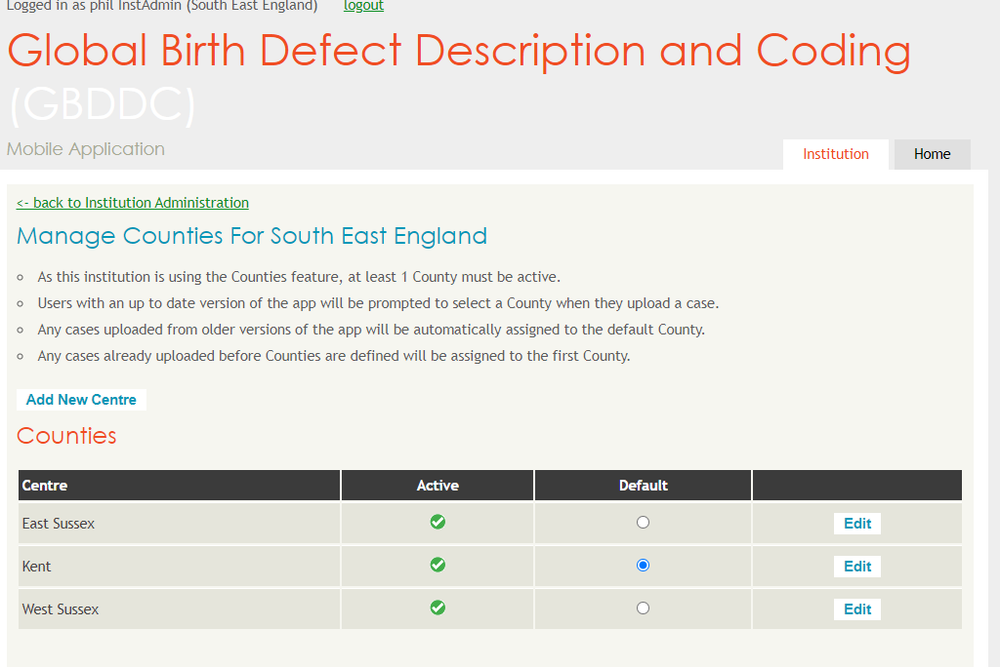 Logged in as phil InstAdmin (South East England) logout
Global Birth Defect Description and Coding
(GBDDC)
Mobile Application
Institution Home
<- back to Institution Administration
Manage Counties For South East England
As this institution is using the Counties feature, at least 1 County must be active.
Users with an up to date version of the app will be prompted to select a County when they upload a case.
Any cases uploaded from older versions of the app will be automatically assigned to the default County.
Any cases already uploaded before Counties are defined will be assigned to the first County.
Add New Centre
Counties
Centre Active Default
East Sussex Edit
Kent Edit
West Sussex Edit